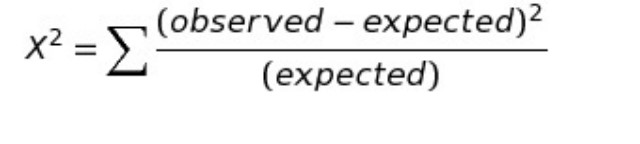 X² = ∑ (observed – expected)² / (expected)